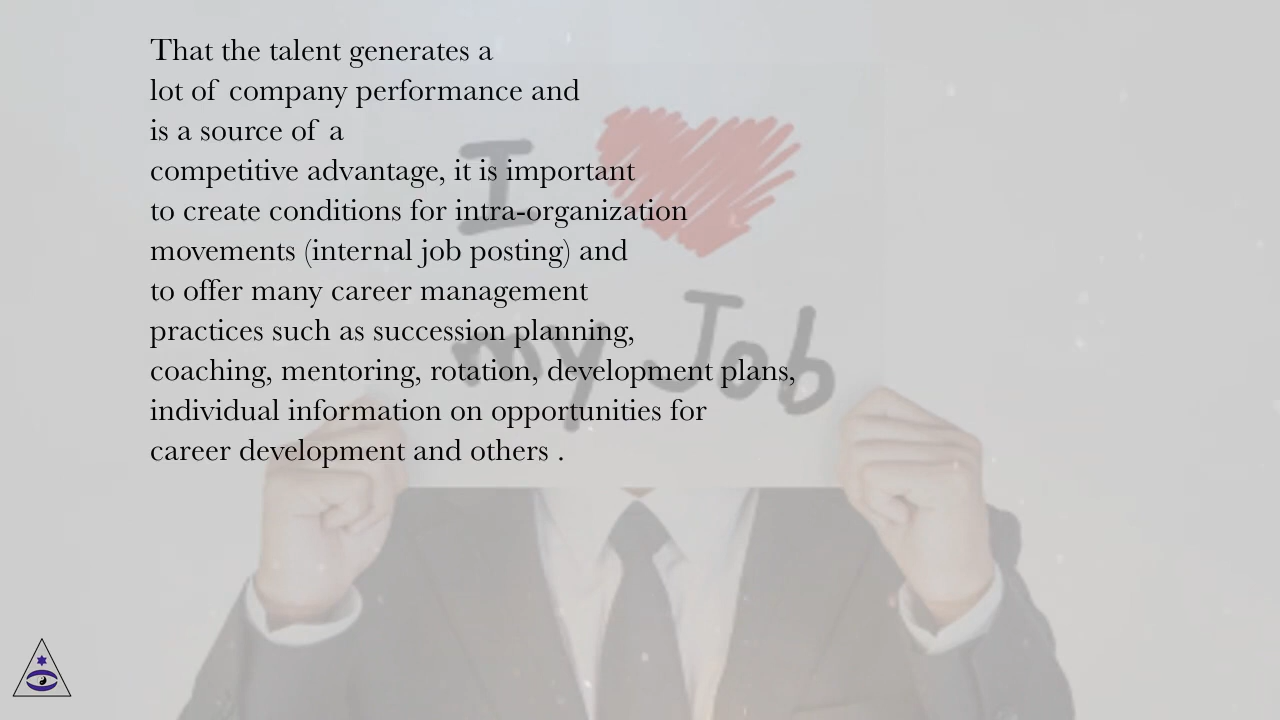 That the talent generates a
lot of company performance and
is a source of a
competitive advantage, it is important
to create conditions for intra-organization
movements (internal job posting) and
to offer many career management
practices such as succession planning,
coaching, mentoring, rotation, development plans,
individual information on opportunities for
career development and others .
I
my Job